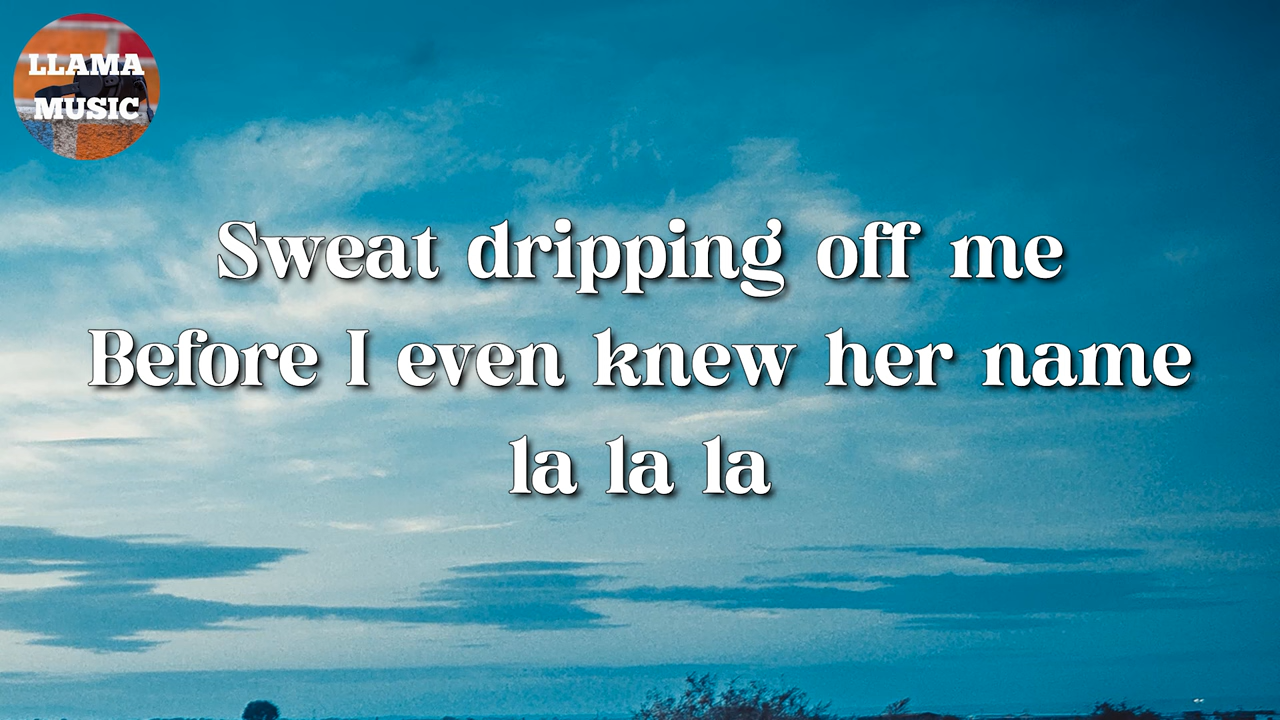 LLAMA
MUSIC
Sweat dripping off me
Before I even knew her name
la la la